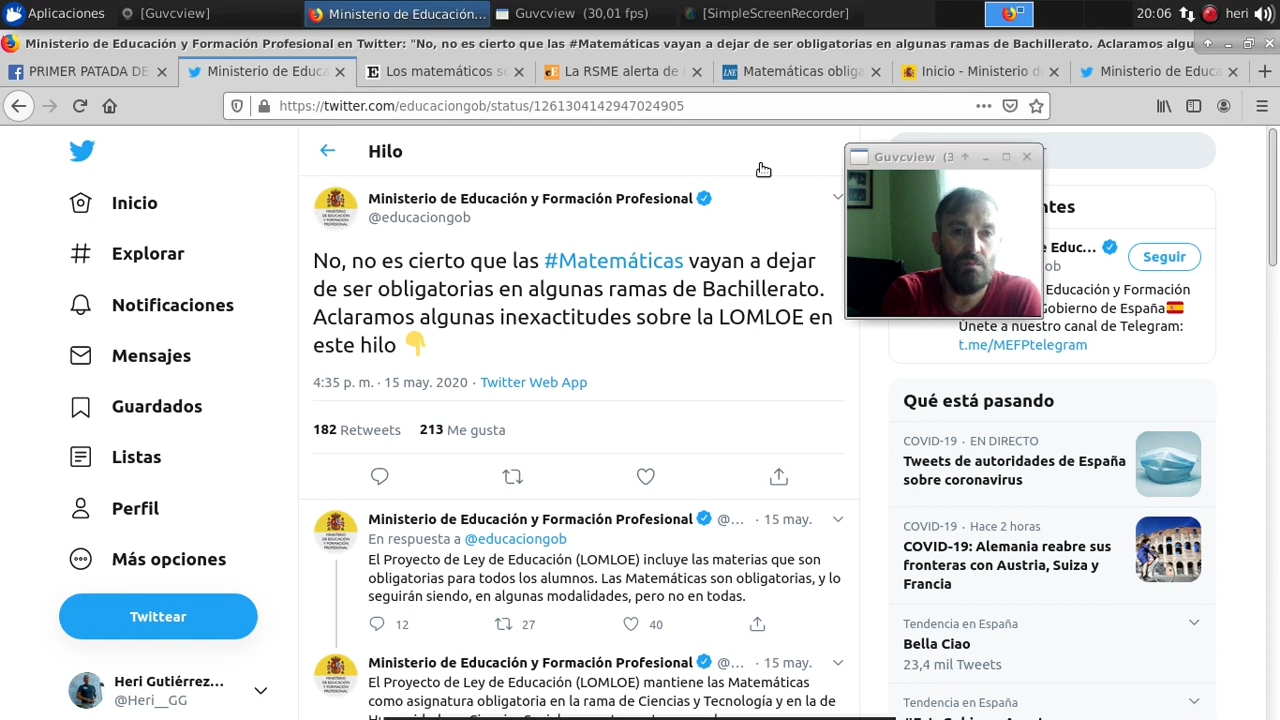 Aplicaciones
[Guvcview]
Ministerio de Educación...
Guvcview (30,01 fps)
[SimpleScreenRecorder]
20:06
heri
Ministerio de Educación y Formación Profesional en Twitter: "No, no es cierto que las #Matemáticas vayan a dejar de ser obligatorias en algunas ramas de Bachillerato. Aclaramos algu
PRIMER PATADA DE
Ministerio de Educa
Los matemáticos s
La RSME alerta de
Matemáticas obliga
Inicio - Ministerio d
Ministerio de Educa
https://twitter.com/educaciongob/status/1261304142947024905
Inicio
Explorar
Notificaciones
Mensajes
Guardados
Listas
Perfil
Más opciones
Twittear
Heri Gutiérrez...
@Heri__GG
Hilo
Ministerio de Educación y Formación Profesional
@educaciongob
No, no es cierto que las #Matemáticas vayan a dejar
de ser obligatorias en algunas ramas de Bachillerato.
Aclaramos algunas inexactitudes sobre la LOMLOE en
este hilo 👇
4:35 p. m. · 15 may. 2020 · Twitter Web App
182 Retweets 213 Me gusta
Ministerio de Educación y Formación Profesional @... · 15 may.
En respuesta a @educaciongob
El Proyecto de Ley de Educación (LOMLOE) incluye las materias que son
obligatorias para todos los alumnos. Las Matemáticas son obligatorias, y lo
seguirán siendo, en algunas modalidades, pero no en todas.
12 27 40
Ministerio de Educación y Formación Profesional @... · 15 may.
El Proyecto de Ley de Educación (LOMLOE) mantiene las Matemáticas
como asignatura obligatoria en la rama de Ciencias y Tecnología y en la de
Guvcview (3
entes
e Educ...
ob
Seguir
Educación y Formación
Gobierno de España🇪🇸
Únete a nuestro canal de Telegram:
t.me/MEFPtelegram
Qué está pasando
COVID-19 · EN DIRECTO
Tweets de autoridades de España
sobre coronavirus
COVID-19 · Hace 2 horas
COVID-19: Alemania reabre sus
fronteras con Austria, Suiza y
Francia
Tendencia en España
Bella Ciao
23,4 mil Tweets
Tendencia en España